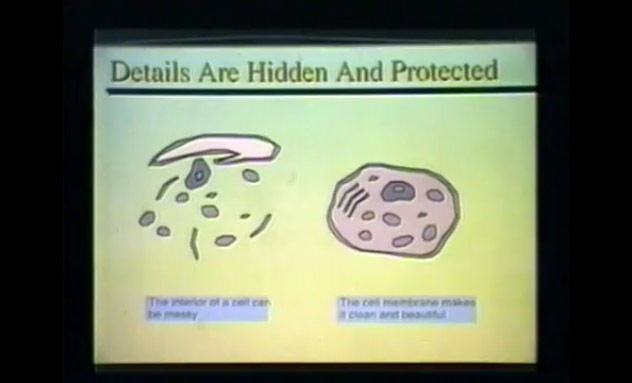 Details Are Hidden And Protected
The interior of a cell can
be messy
The cell membrane makes
it clean and beautiful